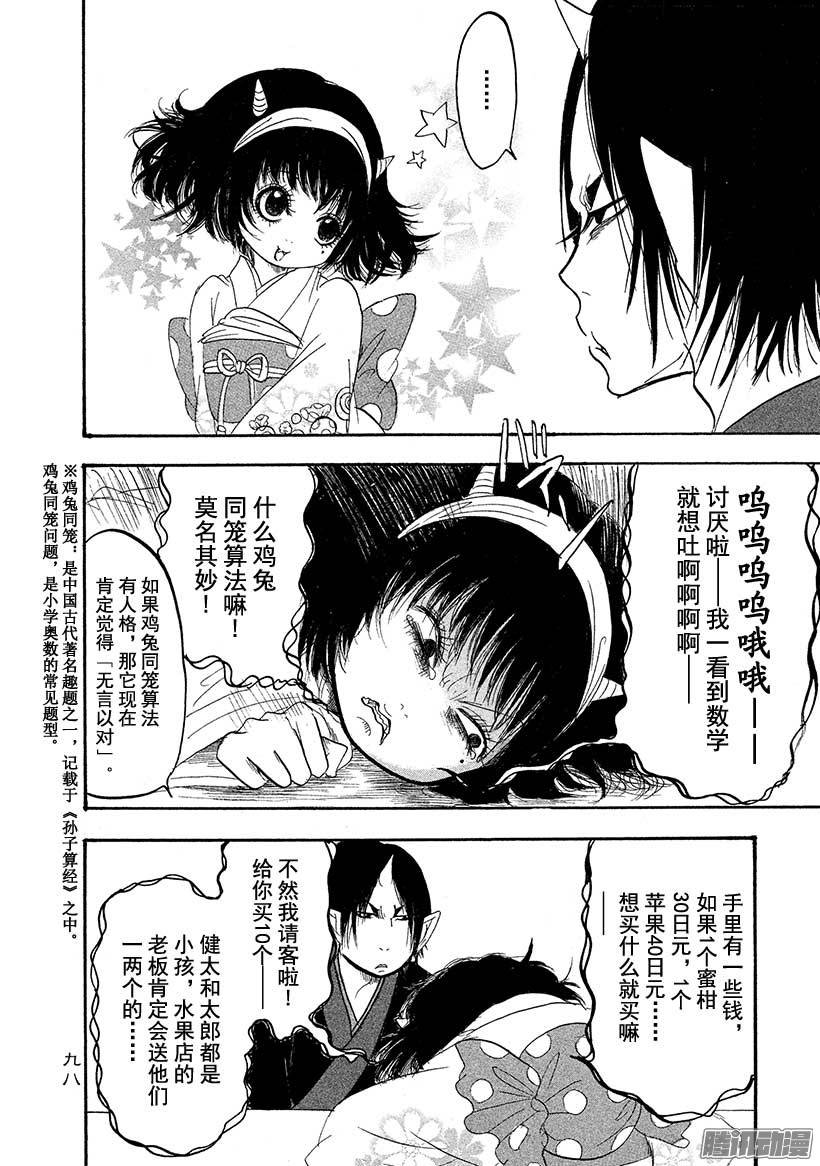 ……
呜呜呜呜哦哦——
讨厌啦——我一看到数学
就想吐啊啊啊啊——
什么鸡兔
同笼算法嘛！
莫名其妙！
如果鸡兔同笼算法
有人格，那它现在
肯定觉得「无言以对」。
※鸡兔同笼：是中国古代著名趣题之一，记载于《孙子算经》之中。
鸡兔同笼问题，是小学奥数的常见题型。
手里有一些钱，
如果1个蜜柑
30日元，1个
苹果40日元……
想买什么就买嘛
——
不然我请客啦！
给你买10个——
健太和太郎都是
小孩，水果店的
老板肯定会送他们
一两个的……
九八
腾讯动漫